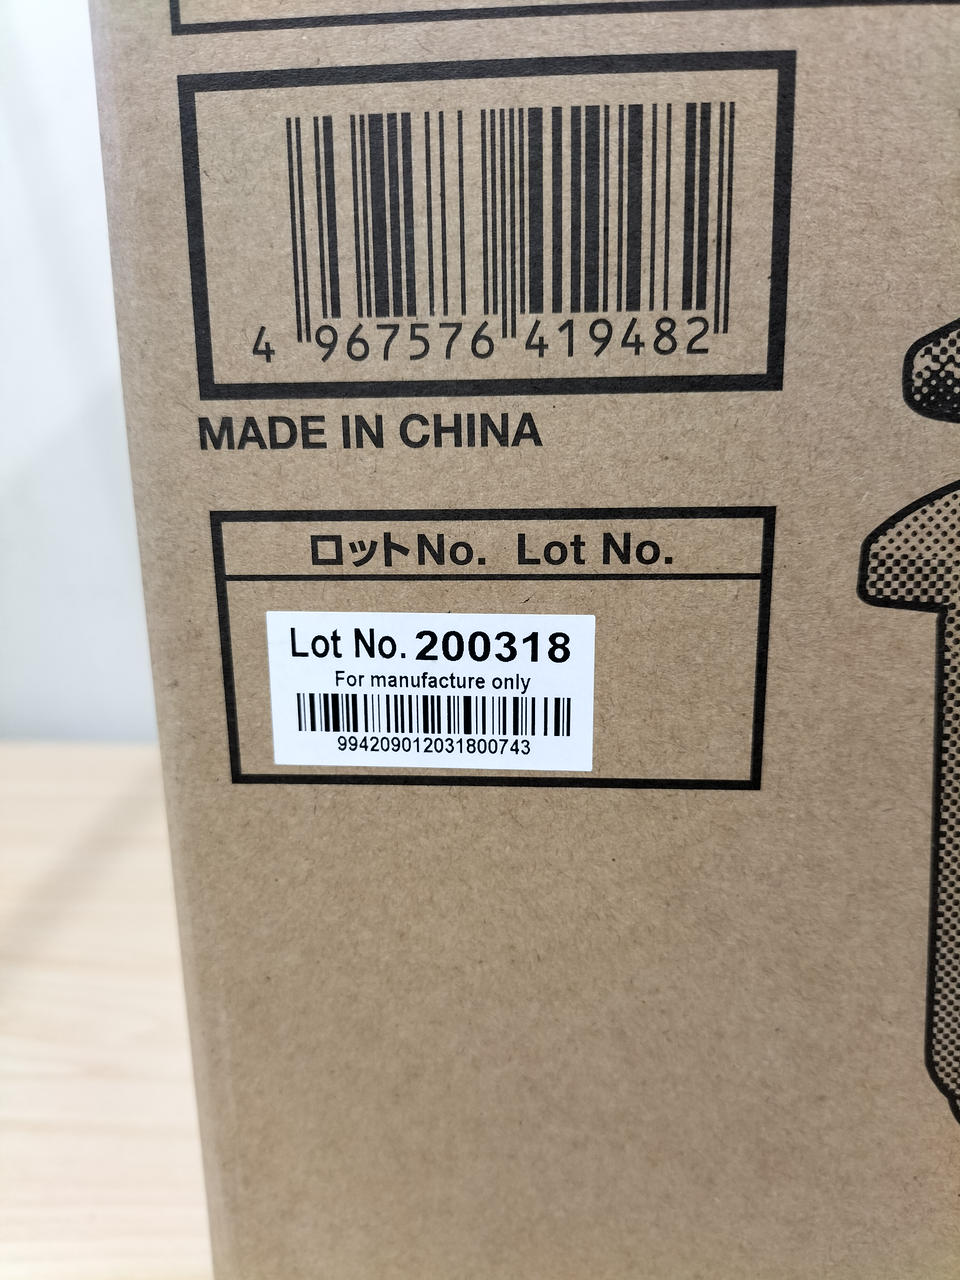 4 967576 419482
MADE IN CHINA
ロットNo. Lot No.
Lot No. 200318
For manufacture only
994209012031800743